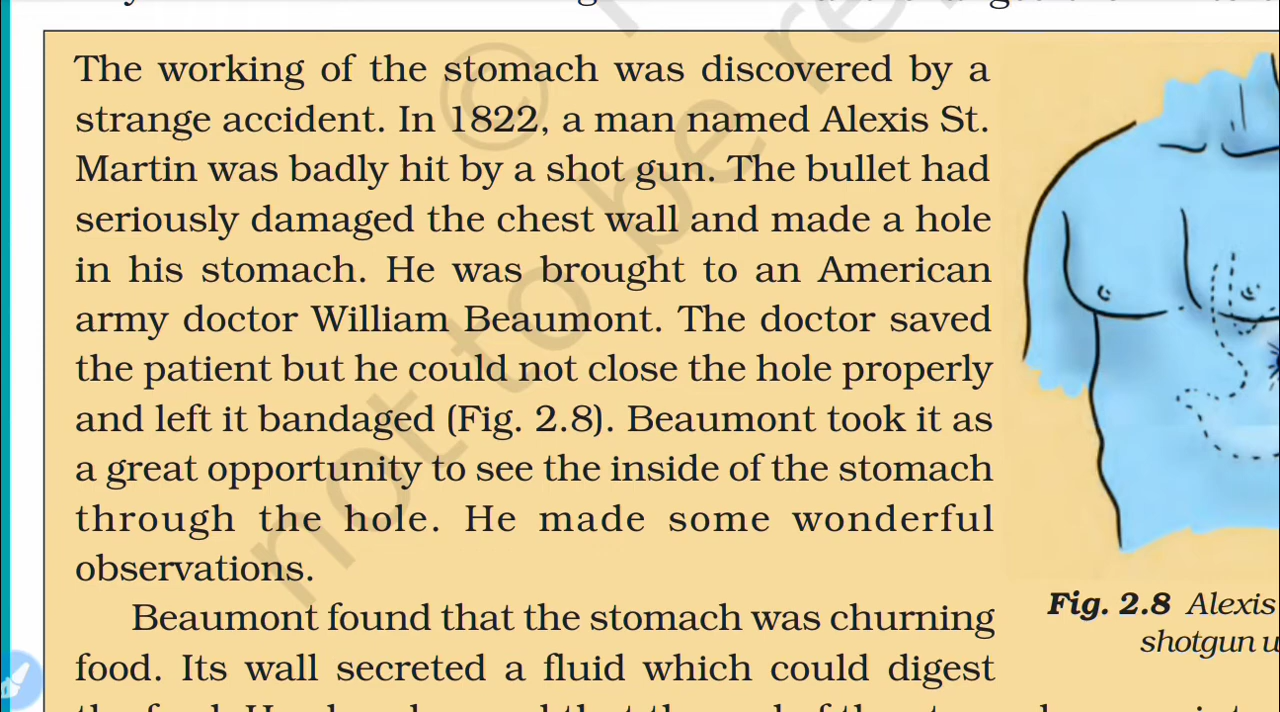 The working of the stomach was discovered by a
strange accident. In 1822, a man named Alexis St.
Martin was badly hit by a shot gun. The bullet had
seriously damaged the chest wall and made a hole
in his stomach. He was brought to an American
army doctor William Beaumont. The doctor saved
the patient but he could not close the hole properly
and left it bandaged (Fig. 2.8). Beaumont took it as
a great opportunity to see the inside of the stomach
through the hole. He made some wonderful
observations.
Beaumont found that the stomach was churning
food. Its wall secreted a fluid which could digest
Fig. 2.8 Alexis
shotgun
© not to be